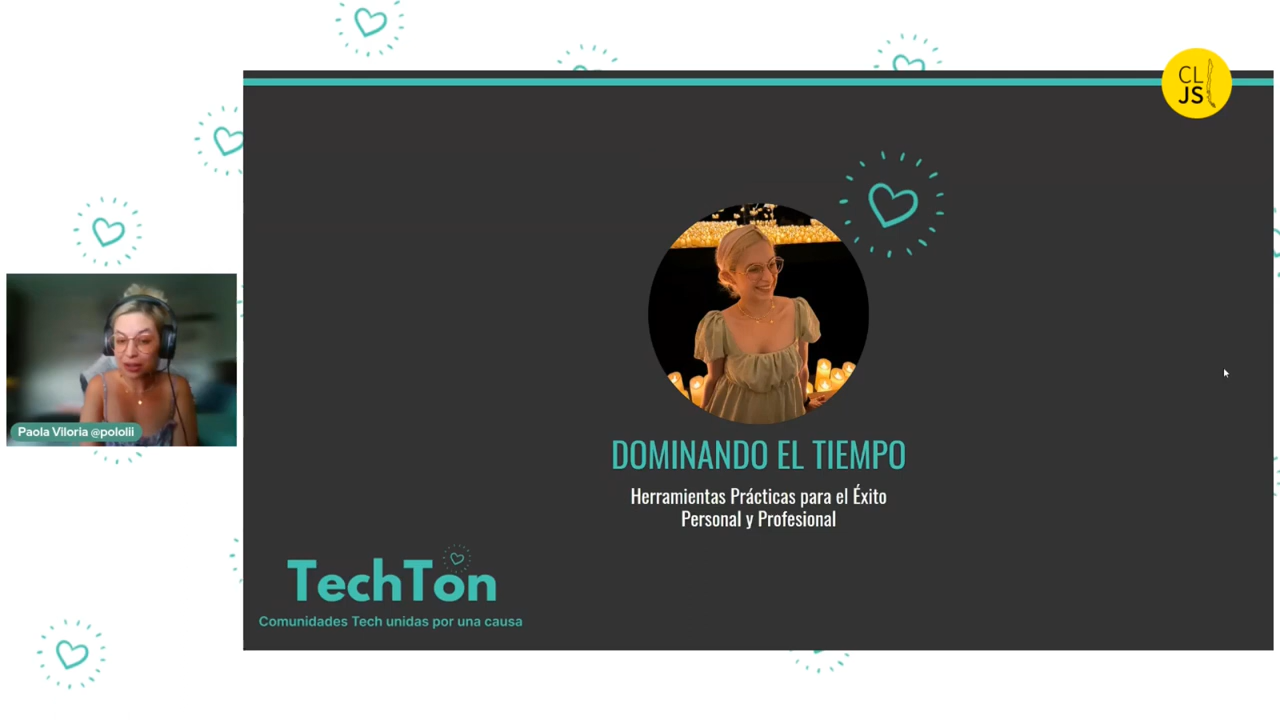 CL
JS
DOMINANDO EL TIEMPO
Herramientas Prácticas para el Éxito
Personal y Profesional
Paola Viloria @pololii
TechTon
Comunidades Tech unidas por una causa